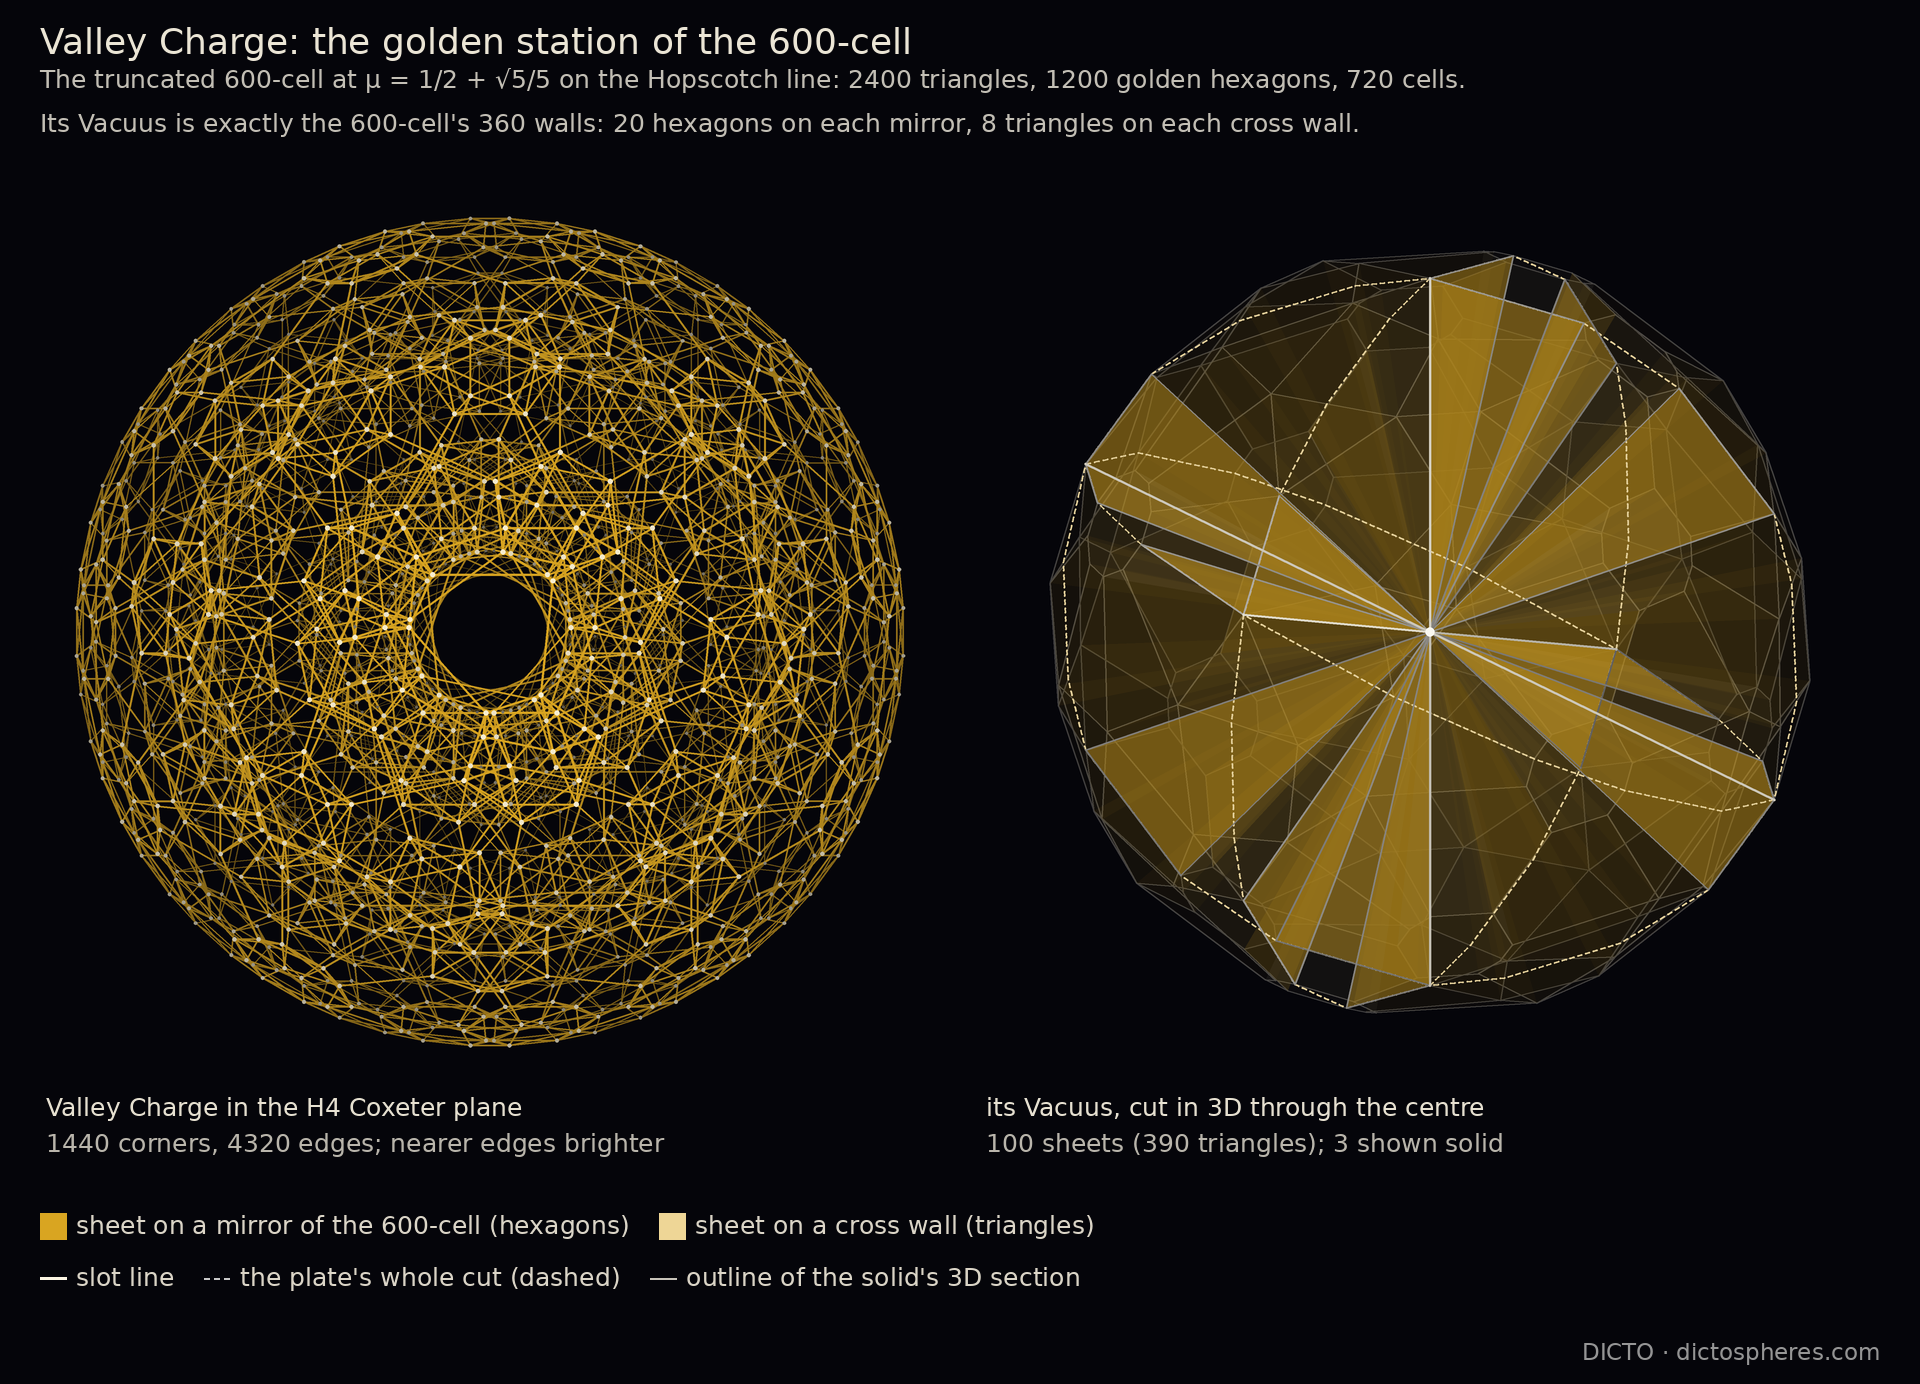 Valley Charge: the golden station of the 600-cell
The truncated 600-cell at μ = 1/2 + √5/5 on the Hopscotch line: 2400 triangles, 1200 golden hexagons, 720 cells.
Its Vacuus is exactly the 600-cell's 360 walls: 20 hexagons on each mirror, 8 triangles on each cross wall.
Valley Charge in the H4 Coxeter plane
1440 corners, 4320 edges; nearer edges brighter
its Vacuus, cut in 3D through the centre
100 sheets (390 triangles); 3 shown solid
sheet on a mirror of the 600-cell (hexagons) sheet on a cross wall (triangles)
slot line the plate's whole cut (dashed) outline of the solid's 3D section
DICTO · dictospheres.com